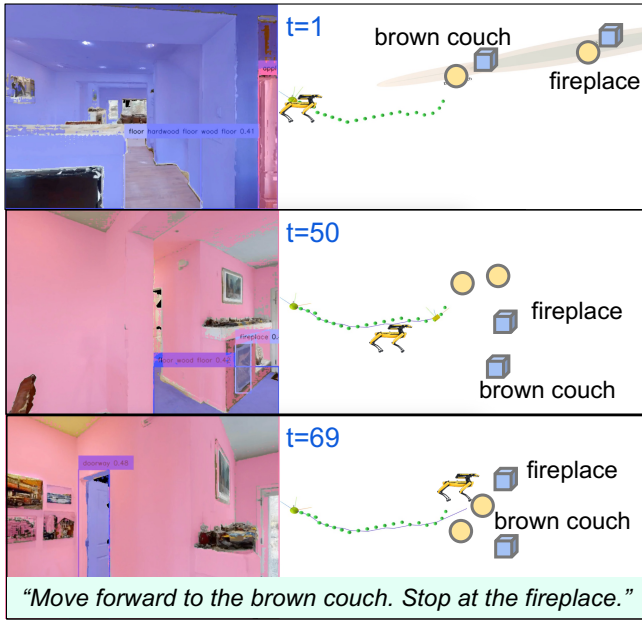 t=1
brown couch
fireplace
appl
floor hardwood floor wood floor 0.41
t=50
fireplace
fireplace 0.
floor wood floor 0.42
brown couch
t=69
doorway 0.48
fireplace
brown couch
“Move forward to the brown couch. Stop at the fireplace.”